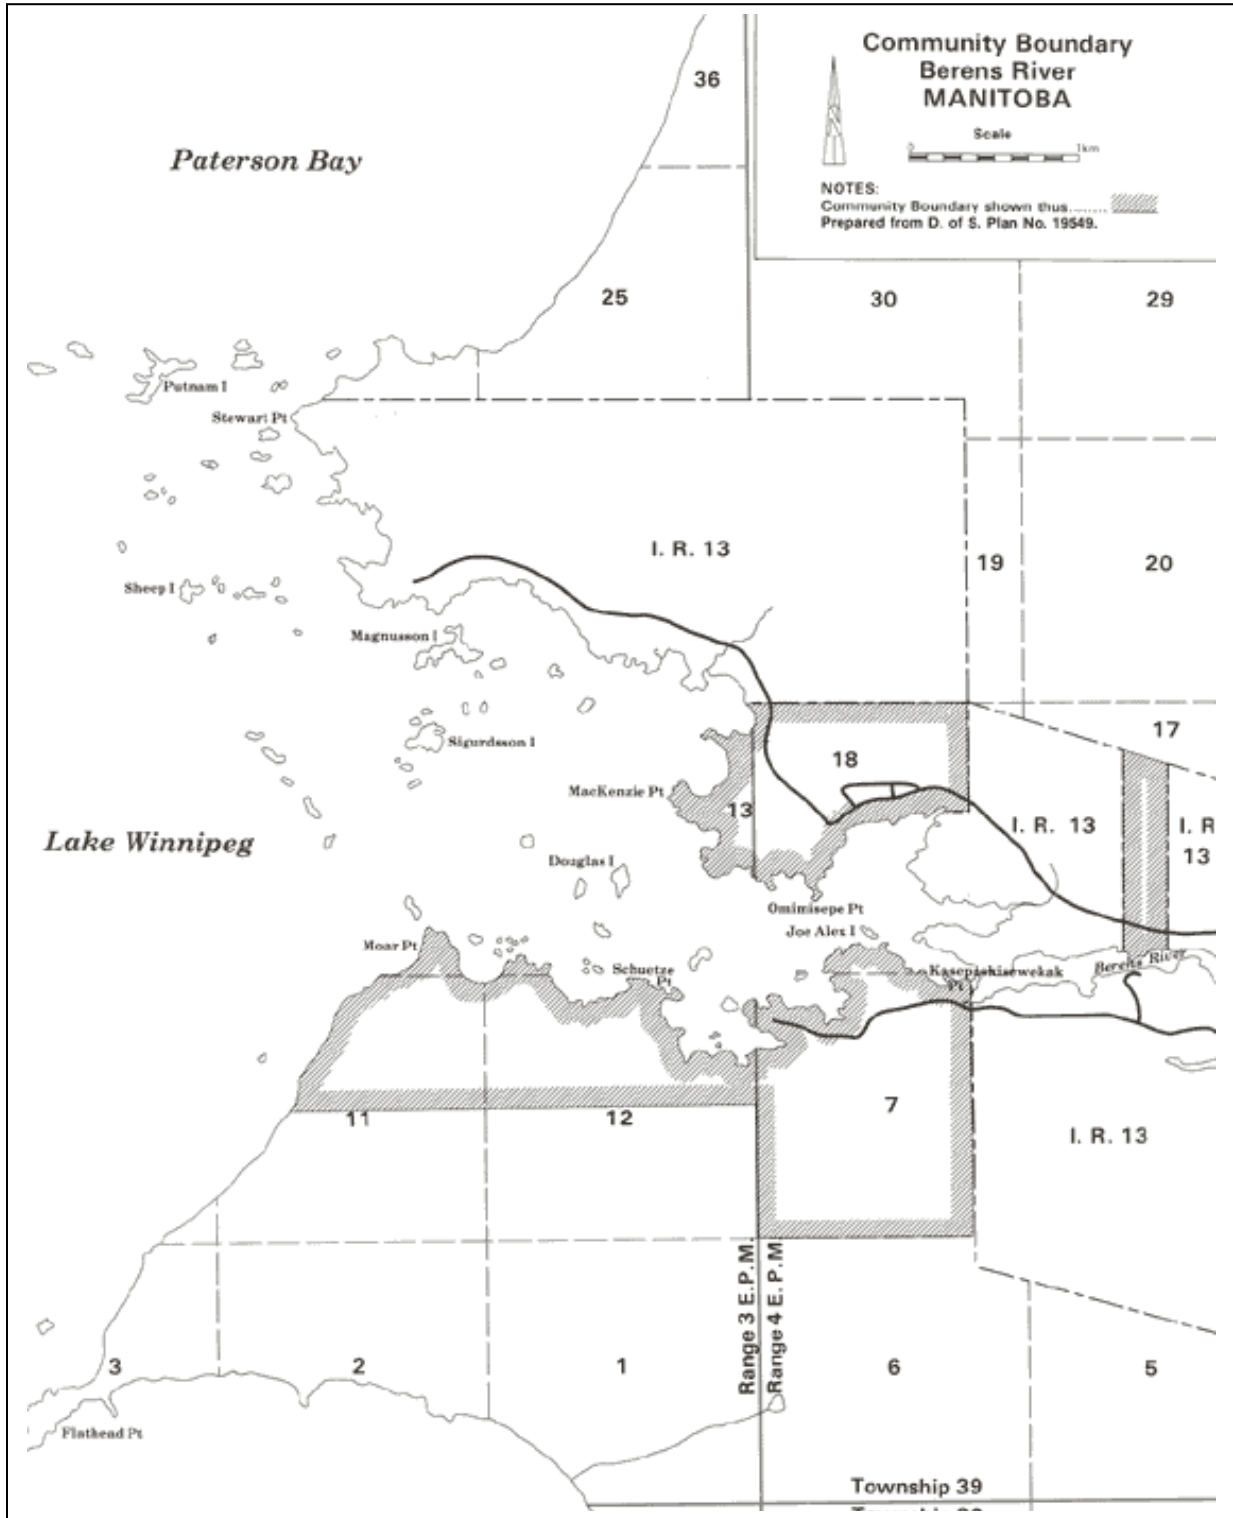 Community Boundary
Berens River
MANITOBA
Scale
0 1km
NOTES:
Community Boundary shown thus........
Prepared from D. of S. Plan No. 19549.
36
Paterson Bay
25
30
29
Putnam I
Stewart Pt
I. R. 13
19
20
Sheep I
Magnusson I
17
Sigurdsson I
18
MacKenzie Pt
13
I. R. 13
I. R
13
Lake Winnipeg
Douglas I
Omimisepe Pt
Joe Alex I
Moar Pt
Schuetze
Pt
Kasepashisewekak
Pt
Berens River
11
12
7
I. R. 13
Range 3 E.P.M.
Range 4 E.P.M
3
2
1
6
5
Flathead Pt
Township 39